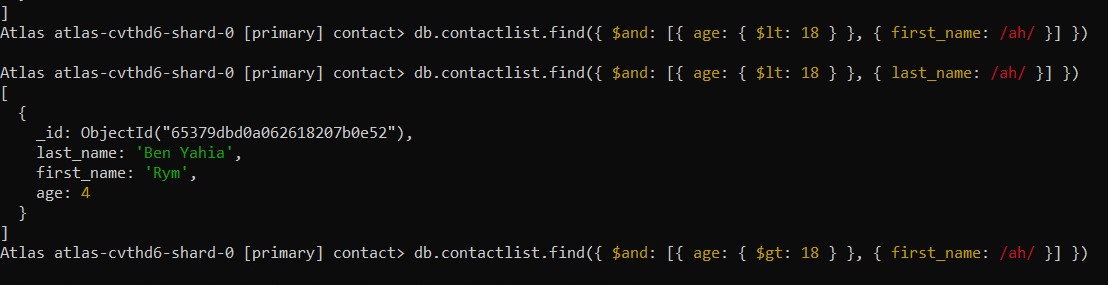 ]
Atlas atlas-cvthd6-shard-0 [primary] contact> db.contactlist.find({ $and: [{ age: { $lt: 18 } }, { first_name: /ah/ }] })
Atlas atlas-cvthd6-shard-0 [primary] contact> db.contactlist.find({ $and: [{ age: { $lt: 18 } }, { last_name: /ah/ }] })
[
  {
    _id: ObjectId("65379dbd0a062618207b0e52"),
    last_name: 'Ben Yahia',
    first_name: 'Rym',
    age: 4
  }
]
Atlas atlas-cvthd6-shard-0 [primary] contact> db.contactlist.find({ $and: [{ age: { $gt: 18 } }, { first_name: /ah/ }] })